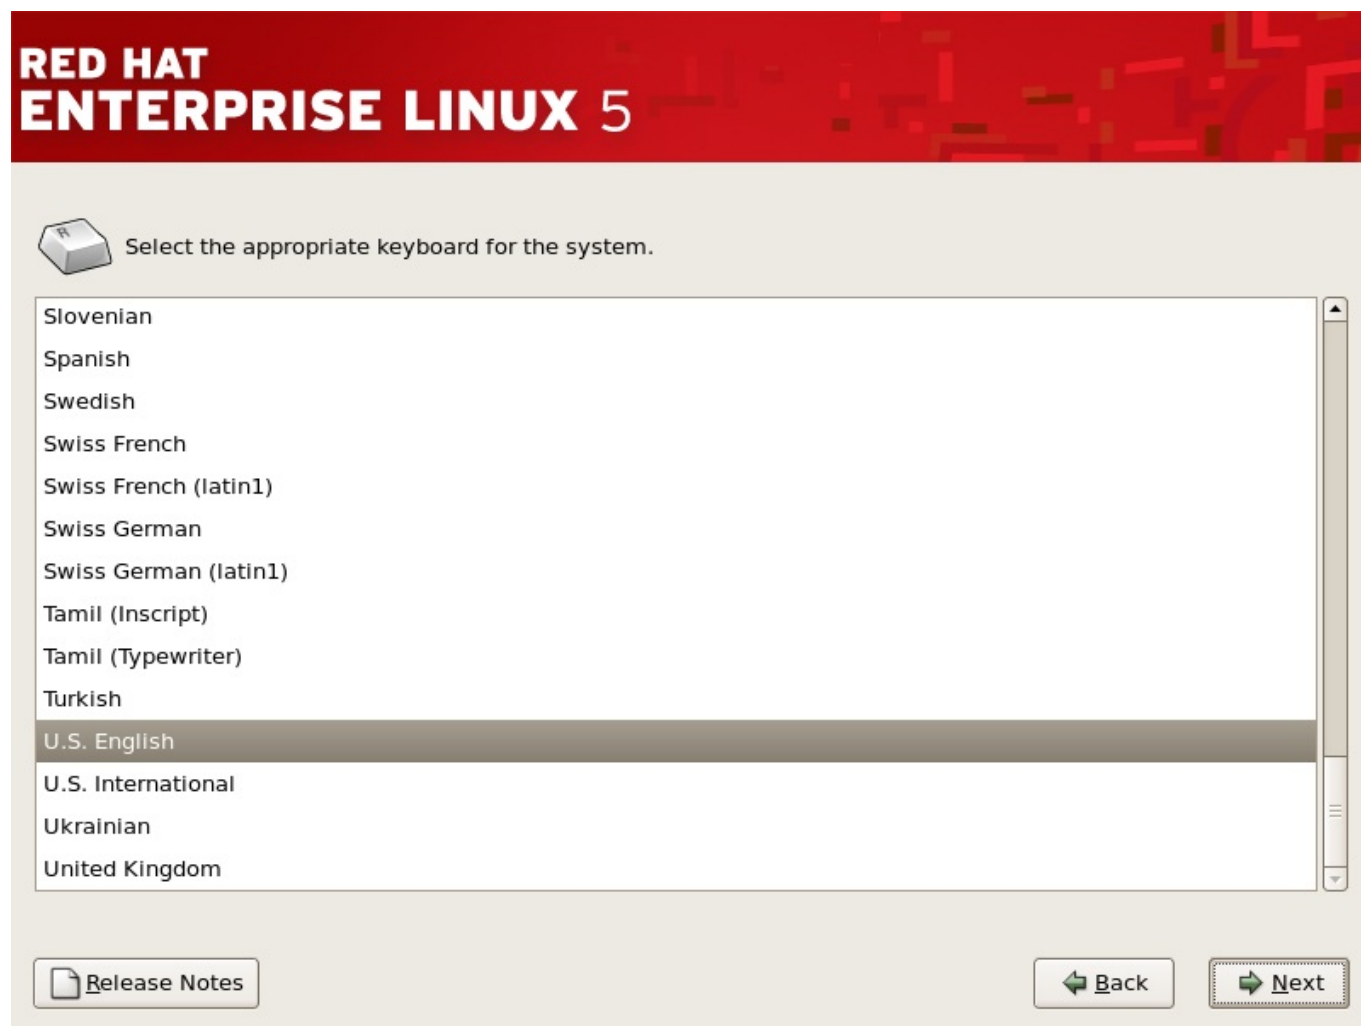 RED HAT
ENTERPRISE LINUX 5
R
Select the appropriate keyboard for the system.
Slovenian
Spanish
Swedish
Swiss French
Swiss French (latin1)
Swiss German
Swiss German (latin1)
Tamil (Inscript)
Tamil (Typewriter)
Turkish
U.S. English
U.S. International
Ukrainian
United Kingdom
Release Notes
Back
Next